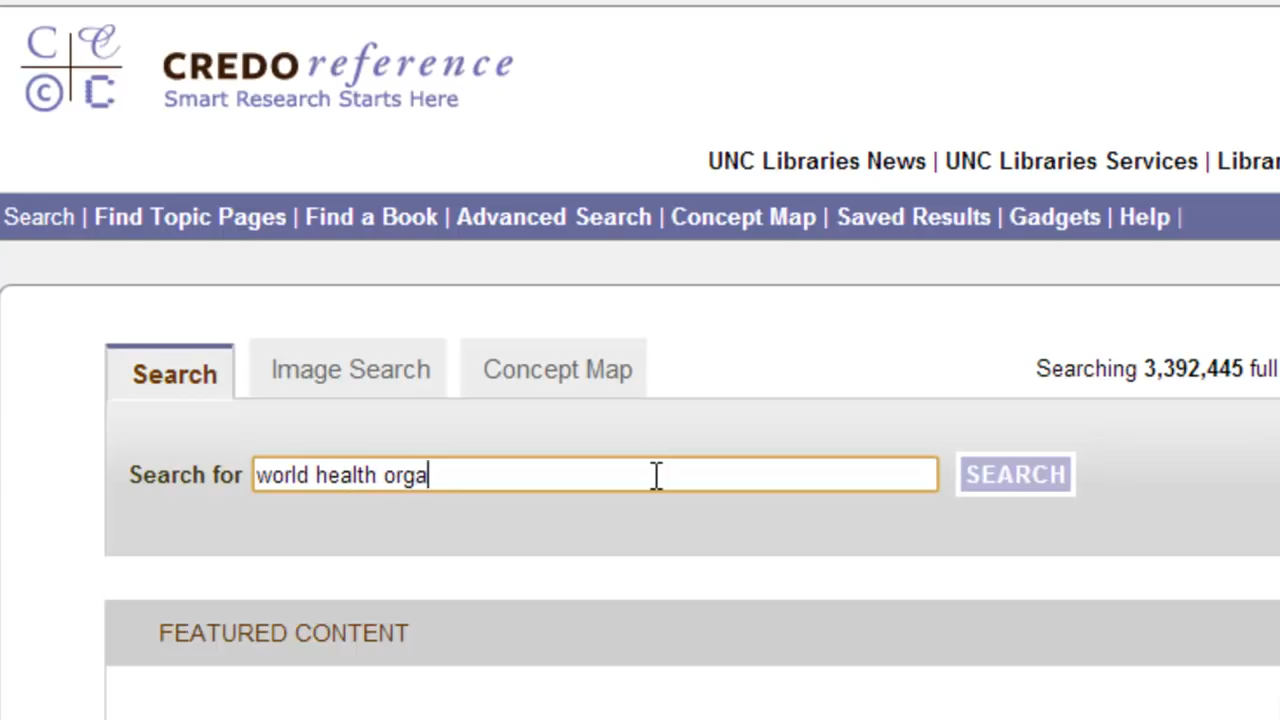 CREDO reference
Smart Research Starts Here
UNC Libraries News | UNC Libraries Services |
Search | Find Topic Pages | Find a Book | Advanced Search | Concept Map | Saved Results | Gadgets | Help |
Search Image Search Concept Map Searching 3,392,445 full
Search for world health orga SEARCH
FEATURED CONTENT